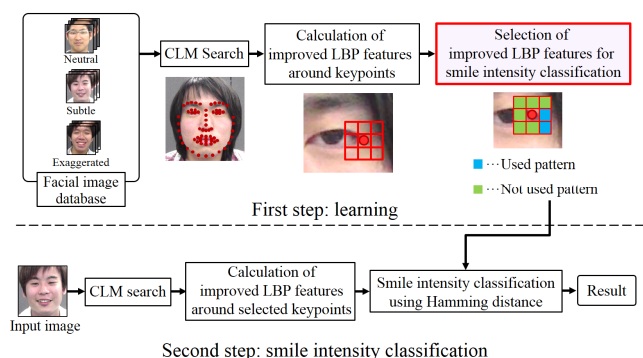 Neutral
Subtle
Exaggerated
Facial image
database
CLM Search
Calculation of
improved LBP features
around keypoints
Selection of
improved LBP features for
smile intensity classification
···Used pattern
···Not used pattern
First step: learning
Input image
CLM search
Calculation of
improved LBP features
around selected keypoints
Smile intensity classification
using Hamming distance
Result
Second step: smile intensity classification